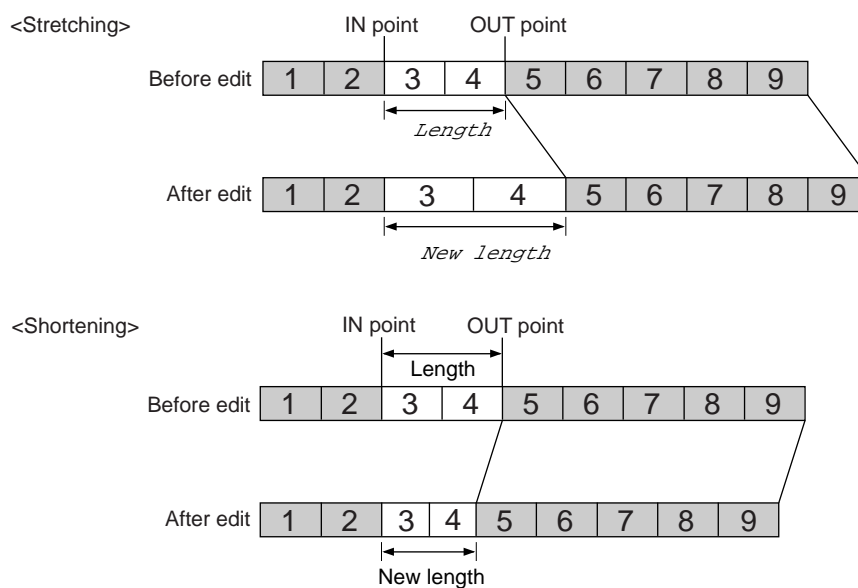 <Stretching>
IN point OUT point
Before edit 1 2 3 4 5 6 7 8 9
Length
After edit 1 2 3 4 5 6 7 8 9
New length
<Shortening>
IN point OUT point
Length
Before edit 1 2 3 4 5 6 7 8 9
After edit 1 2 3 4 5 6 7 8 9
New length